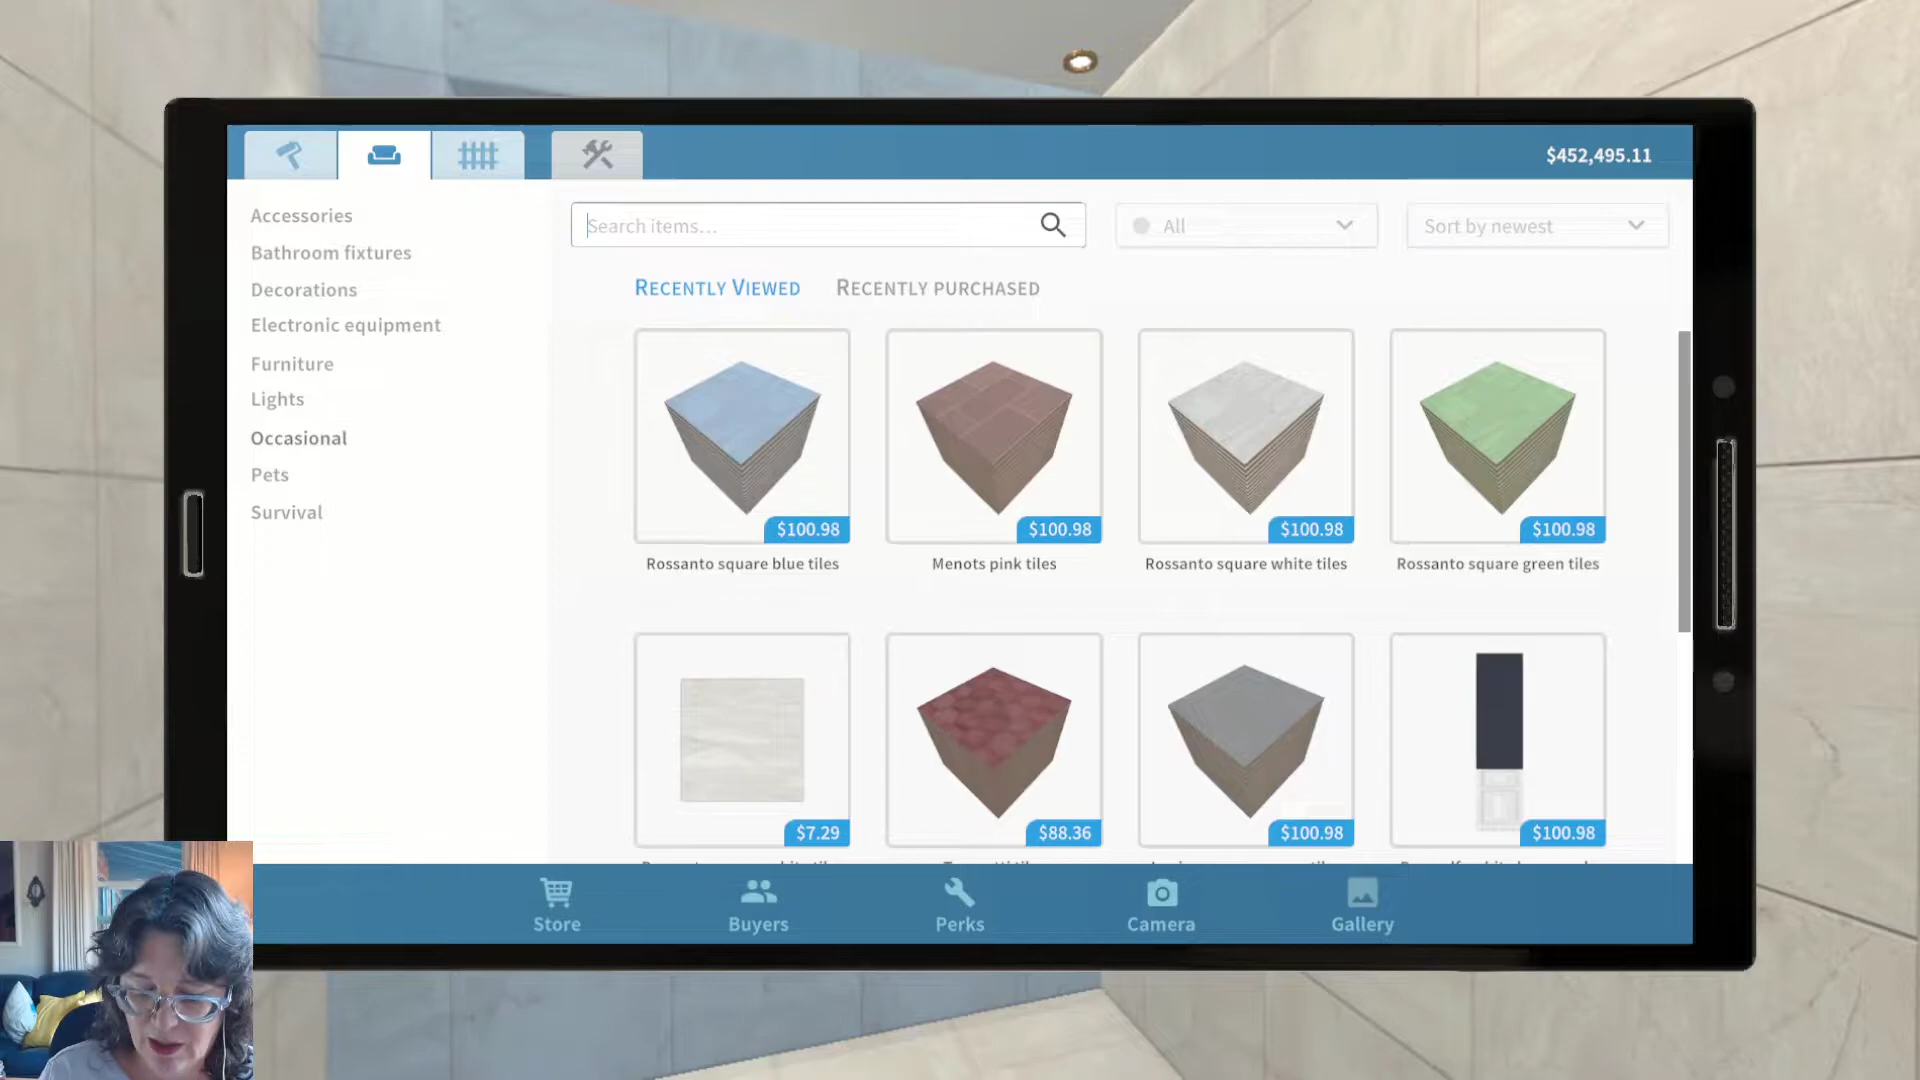 $452,495.11
Accessories
Bathroom fixtures
Decorations
Electronic equipment
Furniture
Lights
Occasional
Pets
Survival
Search items...
All
Sort by newest
RECENTLY VIEWED
RECENTLY PURCHASED
$100.98
$100.98
$100.98
$100.98
Rossanto square blue tiles
Menots pink tiles
Rossanto square white tiles
Rossanto square green tiles
$7.29
$88.36
$100.98
$100.98
Store
Buyers
Perks
Camera
Gallery